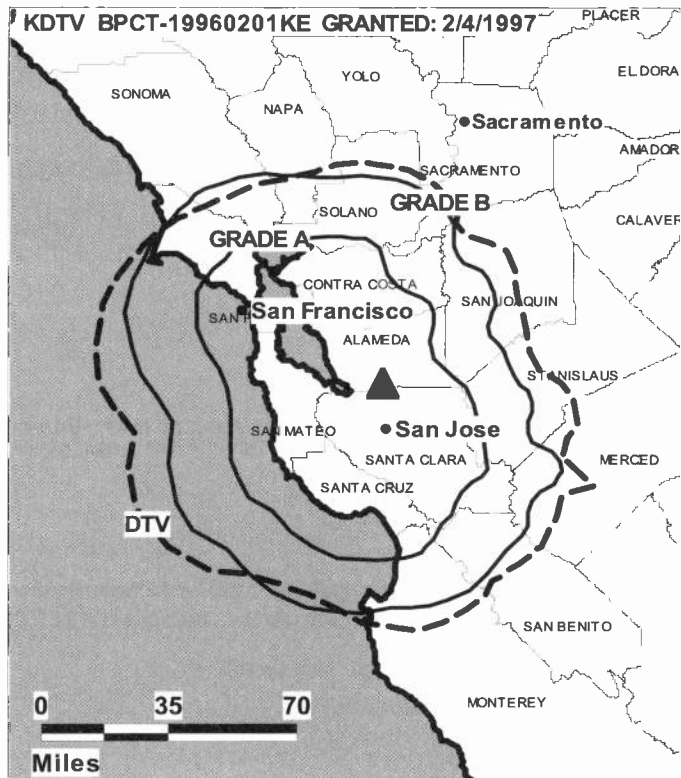 KDTV BPCT-19960201KE GRANTED: 2/4/1997
PLACER
YOLO
EL DORA
SONOMA
NAPA
Sacramento
AMADOR
SACRAMENTO
SOLANO
GRADE B
CALAVER
GRADE A
CONTRA COSTA
SAN JOAQUIN
SAN F
San Francisco
ALAMEDA
STANISLAUS
SAN MATEO
San Jose
SANTA CLARA
MERCED
SANTA CRUZ
DTV
SAN BENITO
MONTEREY
0 35 70
Miles